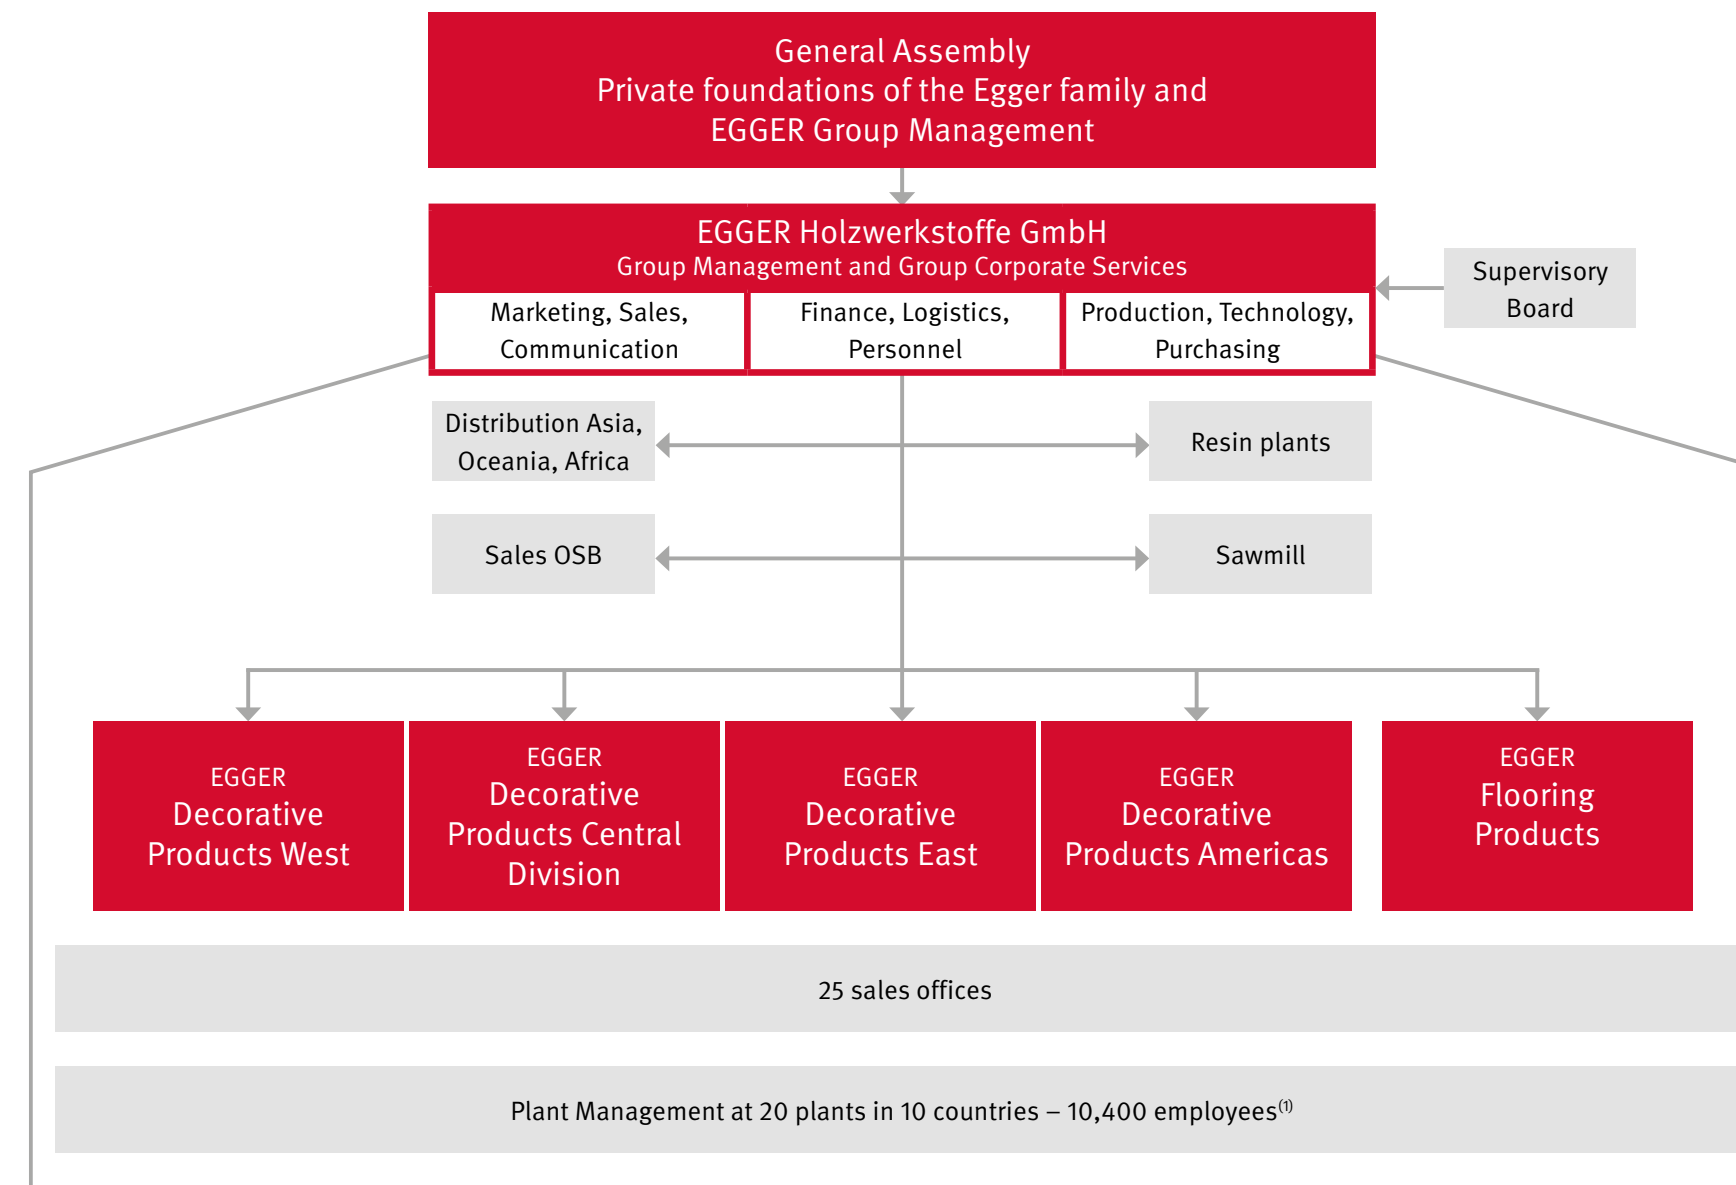 General Assembly
Private foundations of the Egger family and
EGGER Group Management
EGGER Holzwerkstoffe GmbH
Group Management and Group Corporate Services
Marketing, Sales,
Communication
Finance, Logistics,
Personnel
Production, Technology,
Purchasing
Supervisory
Board
Distribution Asia,
Oceania, Africa
Resin plants
Sales OSB
Sawmill
EGGER
Decorative
Products West
EGGER
Decorative
Products Central
Division
EGGER
Decorative
Products East
EGGER
Decorative
Products Americas
EGGER
Flooring
Products
25 sales offices
Plant Management at 20 plants in 10 countries – 10,400 employees(1)